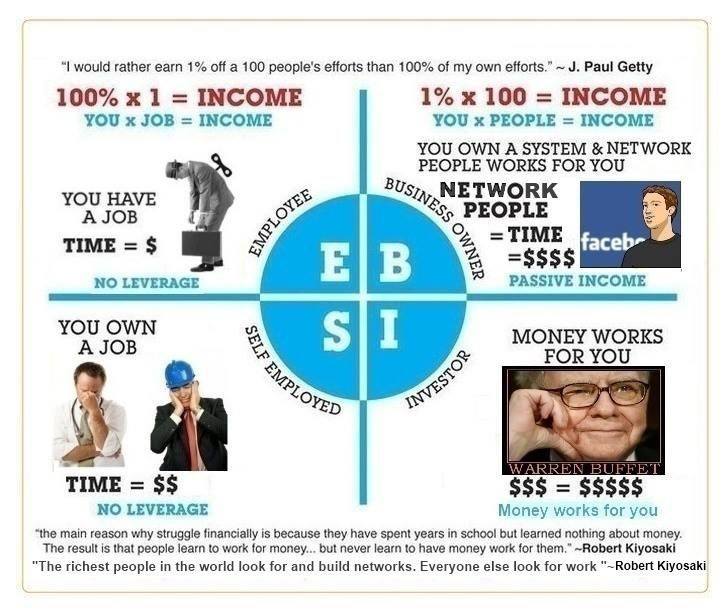 "I would rather earn 1% off a 100 people's efforts than 100% of my own efforts." ~ J. Paul Getty
100% x 1 = INCOME
YOU x JOB = INCOME
1% x 100 = INCOME
YOU x PEOPLE = INCOME
YOU HAVE
A JOB
TIME = $
NO LEVERAGE
YOU OWN A SYSTEM & NETWORK
PEOPLE WORKS FOR YOU
NETWORK
PEOPLE
= TIME
=$$$$
faceb
PASSIVE INCOME
EMPLOYEE
BUSINESS OWNER
E B
S I
SELF EMPLOYED
INVESTOR
YOU OWN
A JOB
TIME = $$
NO LEVERAGE
MONEY WORKS
FOR YOU
WARREN BUFFET
$$$ = $$$$$
Money works for you
"the main reason why struggle financially is because they have spent years in school but learned nothing about money.
The result is that people learn to work for money... but never learn to have money work for them." ~Robert Kiyosaki
"The richest people in the world look for and build networks. Everyone else look for work "~Robert Kiyosaki